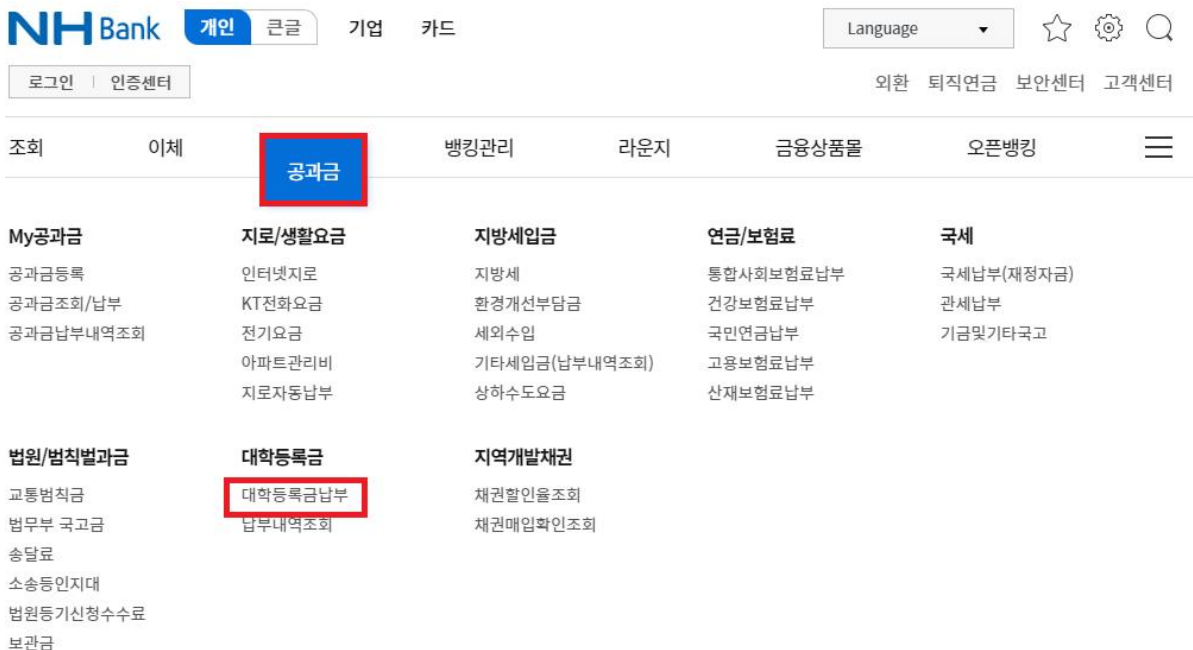 NH Bank 개인 큰글 기업 카드 Language
로그인 인증센터 외환 퇴직연금 보안센터 고객센터
조회 이체 공과금 뱅킹관리 라운지 금융상품몰 오픈뱅킹
My공과금 지로/생활요금 지방세입금 연금/보험료 국세
공과금등록 인터넷지로 지방세 통합사회보험료납부 국세납부(재정자금)
공과금조회/납부 KT전화요금 환경개선부담금 건강보험료납부 관세납부
공과금납부내역조회 전기요금 세외수입 국민연금납부 기금및기타국고
아파트관리비 기타세입금(납부내역조회) 고용보험료납부
지로자동납부 상하수도요금 산재보험료납부
법원/범칙벌과금 대학등록금 지역개발채권
교통범칙금 대학등록금납부 채권할인율조회
법무부 국고금 납부내역조회 채권매입확인조회
송달료
소송등인지대
법원등기신청수수료
보관금